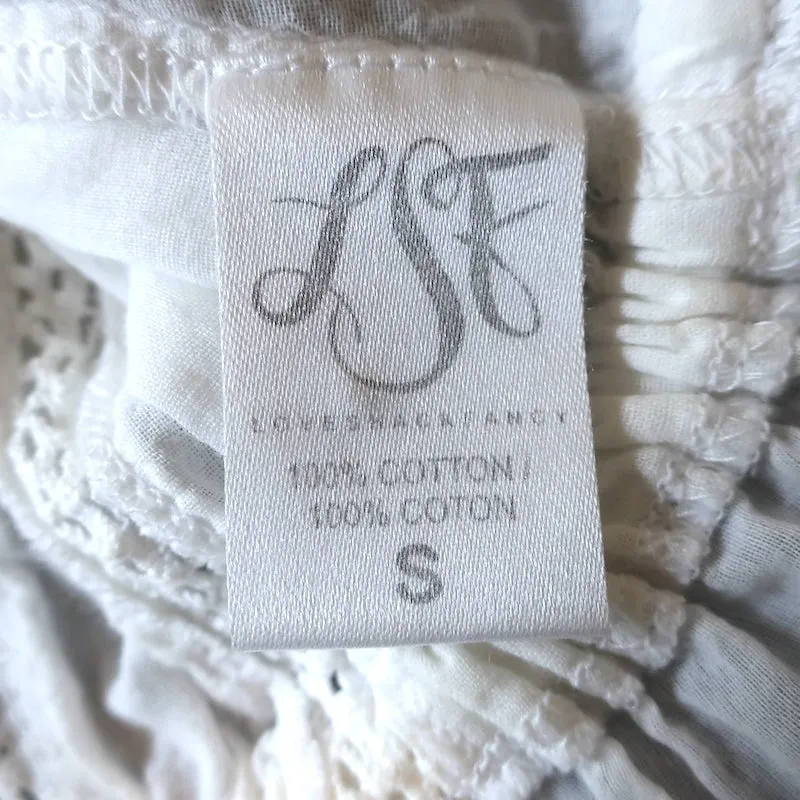 LSF
LOVESHACKFANCY
100% COTTON /
100% COTON
S